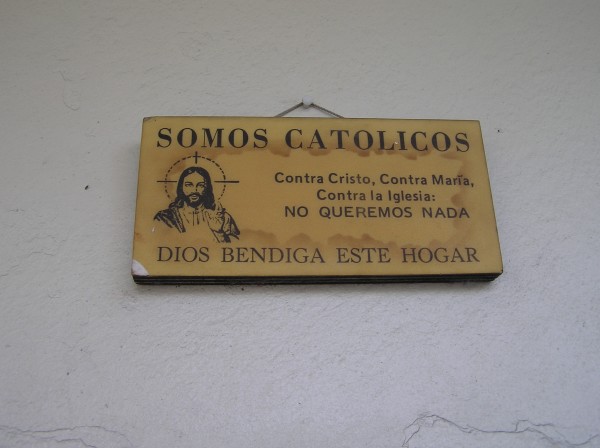 SOMOS CATOLICOS
Contra Cristo, Contra María,
Contra la Iglesia:
NO QUEREMOS NADA
DIOS BENDIGA ESTE HOGAR